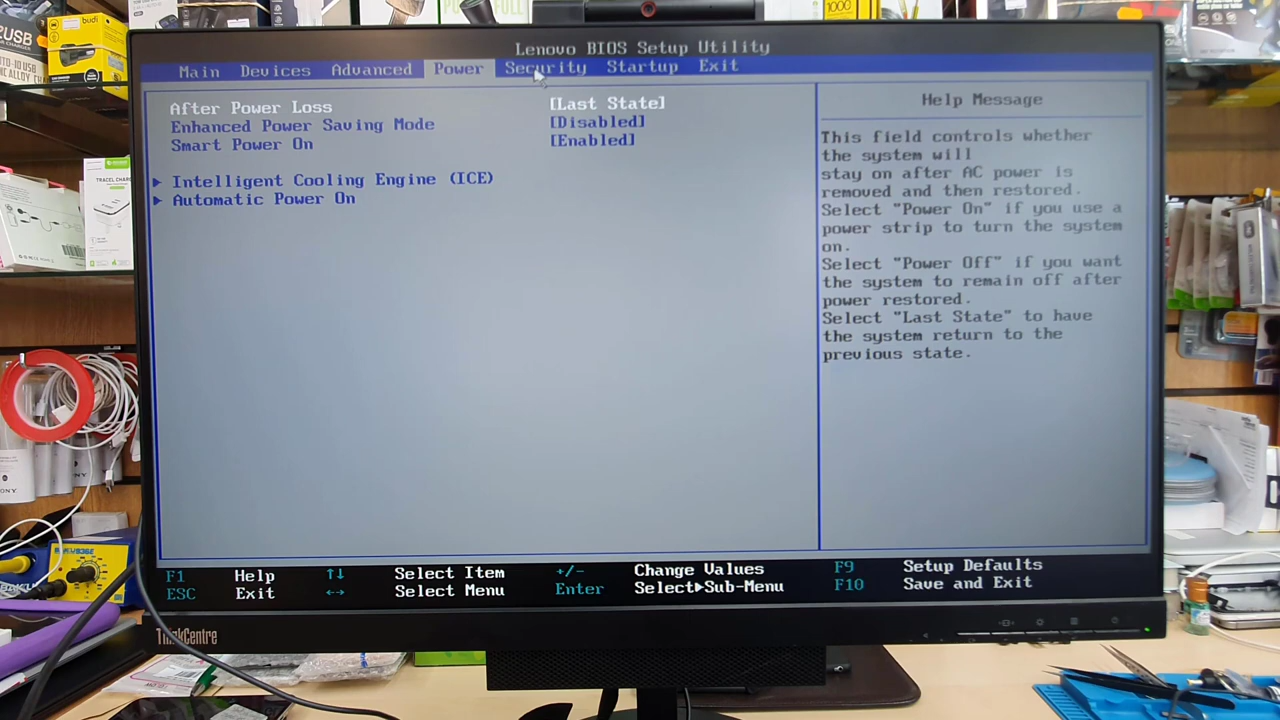 budi
2USB
1000
Lenovo BIOS Setup Utility
Main Devices Advanced Power Security Startup Exit
After Power Loss [Last State]
Enhanced Power Saving Mode [Disabled]
Smart Power On [Enabled]
Intelligent Cooling Engine (ICE)
Automatic Power On
Help Message
This field controls whether
the system will
stay on after AC power is
removed and then restored.
Select "Power On" if you use a
power strip to turn the system
on.
Select "Power Off" if you want
the system to remain off after
power restored.
Select "Last State" to have
the system return to the
previous state.
F1 Help ↑↓ Select Item +/- Change Values F9 Setup Defaults
ESC Exit ←→ Select Menu Enter Select▶Sub-Menu F10 Save and Exit
ThinkCentre